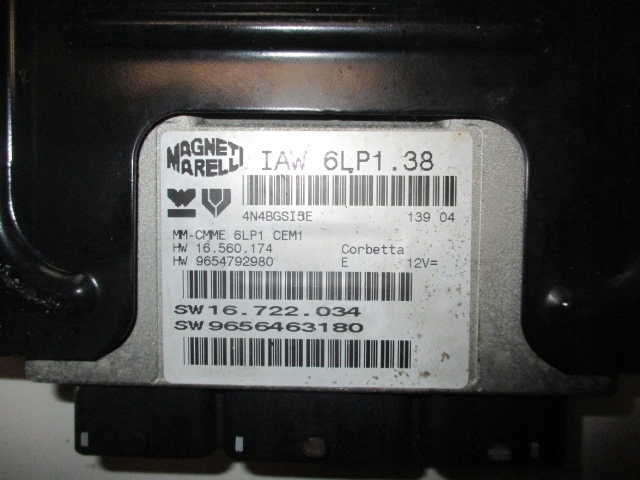 MAGNETI
MARELLI
IAW 6LP1.38
4N4BGSI3E 139 04
MM-CMME 6LP1 CEM1
HW 16.560.174 Corbetta
HW 9654792980 E 12V=
SW 16.722.034
SW 9656463180